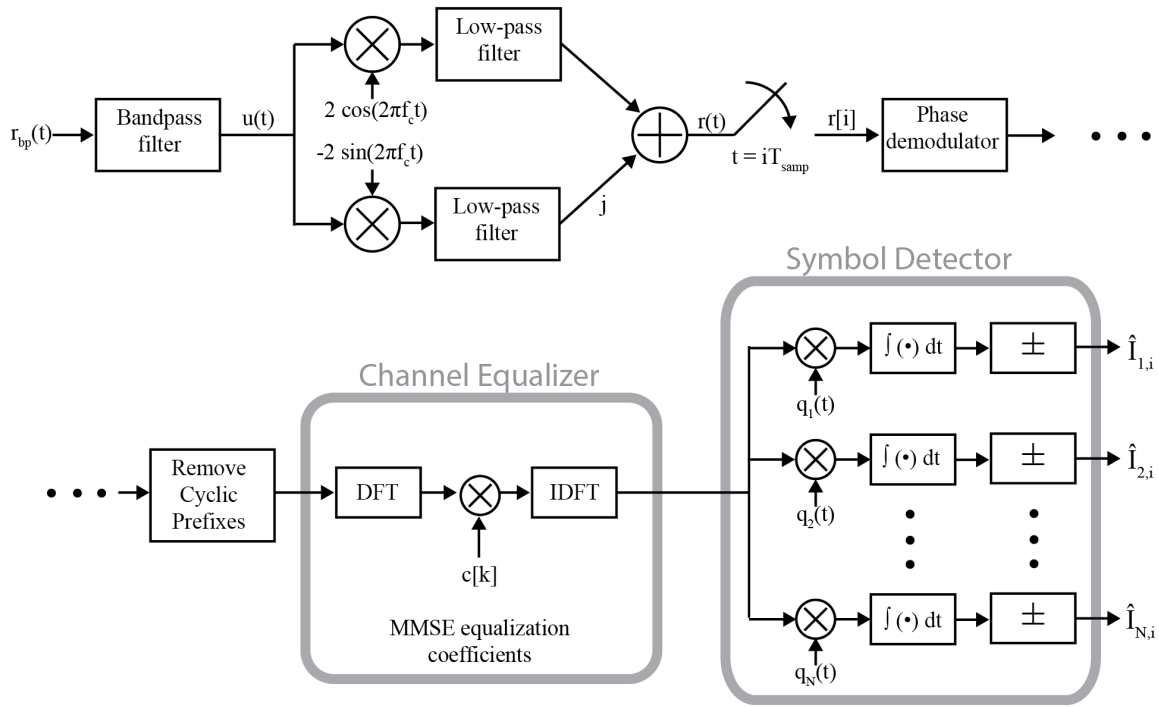 r_bp(t)
Bandpass
filter
u(t)
2 cos(2πf_ct)
-2 sin(2πf_ct)
Low-pass
filter
Low-pass
filter
j
r(t)
t = iT_samp
r[i]
Phase
demodulator
Channel Equalizer
Symbol Detector
Remove
Cyclic
Prefixes
DFT
c[k]
IDFT
MMSE equalization
coefficients
q_1(t)
∫(•) dt
±
Î_1,i
q_2(t)
∫(•) dt
±
Î_2,i
q_N(t)
∫(•) dt
±
Î_N,i